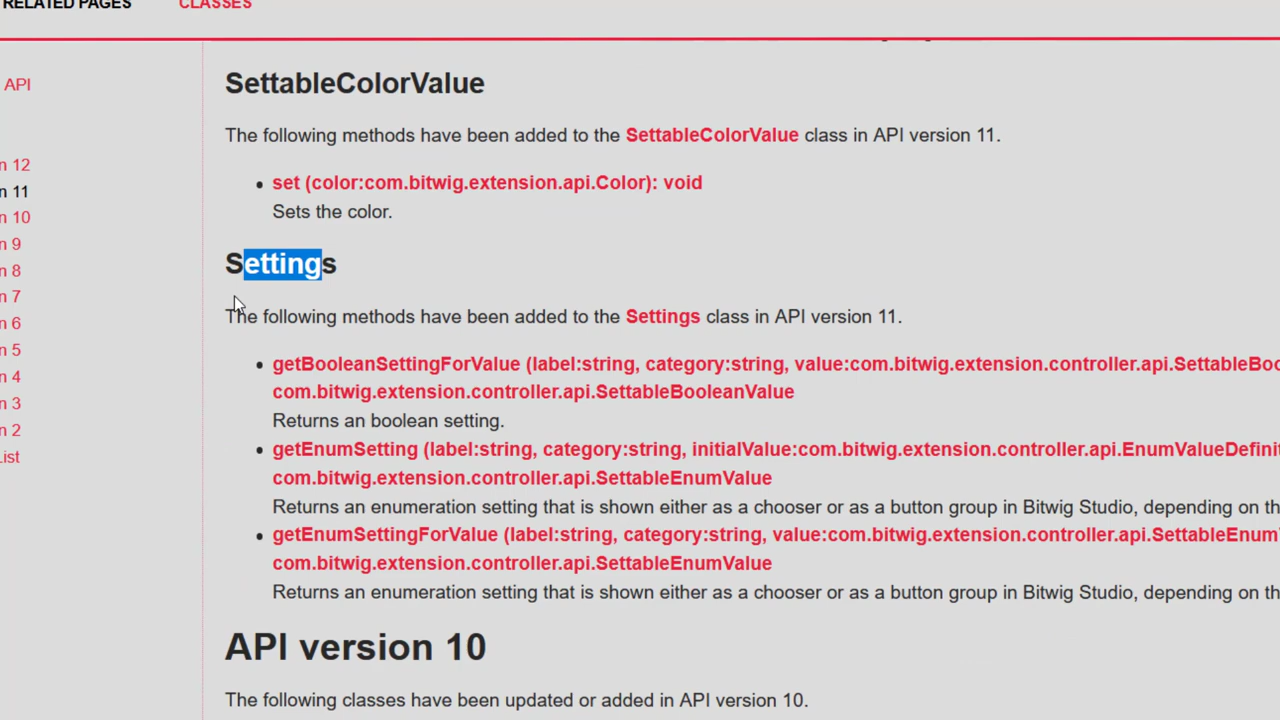 RELATED PAGES CLASSES
API
n 12
n 11
n 10
n 9
n 8
n 7
n 6
n 5
n 4
n 3
n 2
List
SettableColorValue
The following methods have been added to the SettableColorValue class in API version 11.
set (color:com.bitwig.extension.api.Color): void
Sets the color.
Settings
The following methods have been added to the Settings class in API version 11.
getBooleanSettingForValue (label:string, category:string, value:com.bitwig.extension.controller.api.SettableBoo
com.bitwig.extension.controller.api.SettableBooleanValue
Returns an boolean setting.
getEnumSetting (label:string, category:string, initialValue:com.bitwig.extension.controller.api.EnumValueDefinit
com.bitwig.extension.controller.api.SettableEnumValue
Returns an enumeration setting that is shown either as a chooser or as a button group in Bitwig Studio, depending on the
getEnumSettingForValue (label:string, category:string, value:com.bitwig.extension.controller.api.SettableEnum
com.bitwig.extension.controller.api.SettableEnumValue
Returns an enumeration setting that is shown either as a chooser or as a button group in Bitwig Studio, depending on the
API version 10
The following classes have been updated or added in API version 10.